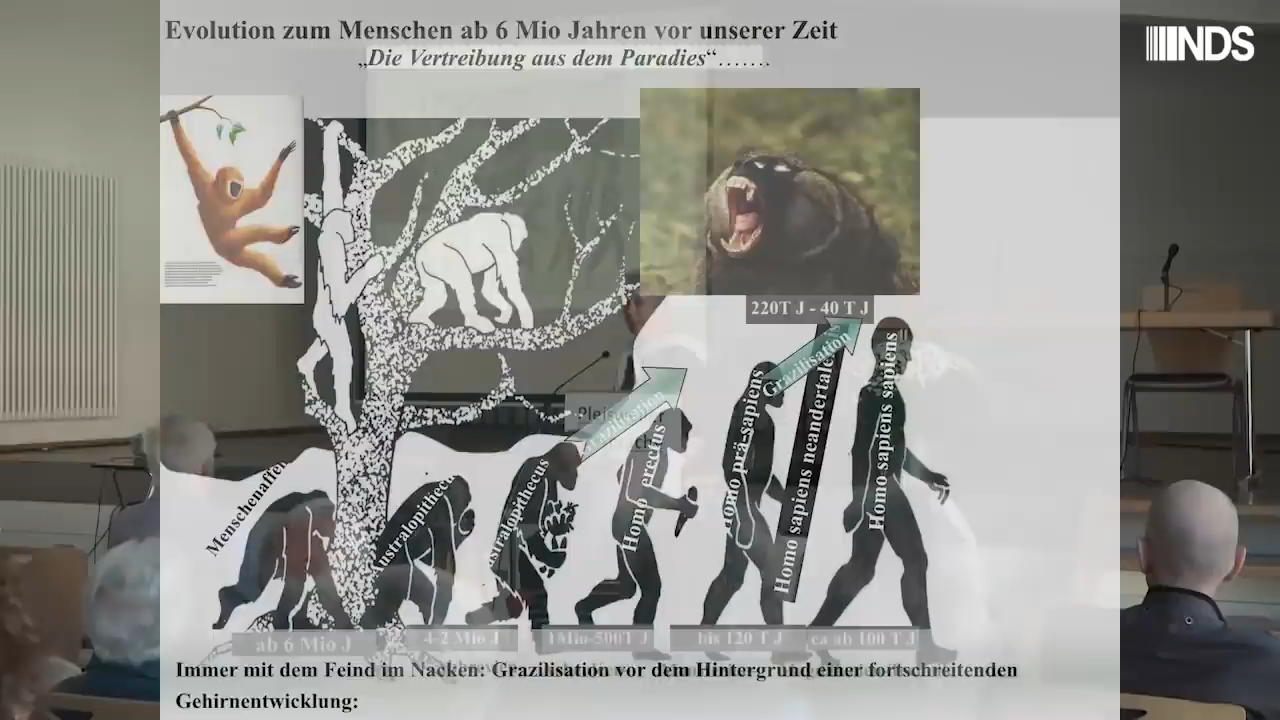 Evolution zum Menschen ab 6 Mio Jahren vor unserer Zeit
„Die Vertreibung aus dem Paradies“.......
NDS
220T J - 40 T J
Grazilisation
Grazilisation
Menschenaffen
Australopithecus
Australopithecus
Homo erectus
Homo prä-sapiens
Homo sapiens neandertale
Homo sapiens sapiens
ab 6 Mio J
4-2 Mio J
1Mio-500T J
bis 120 T J
ca ab 100 T J
Immer mit dem Feind im Nacken: Grazilisation vor dem Hintergrund einer fortschreitenden
Gehirnentwicklung: